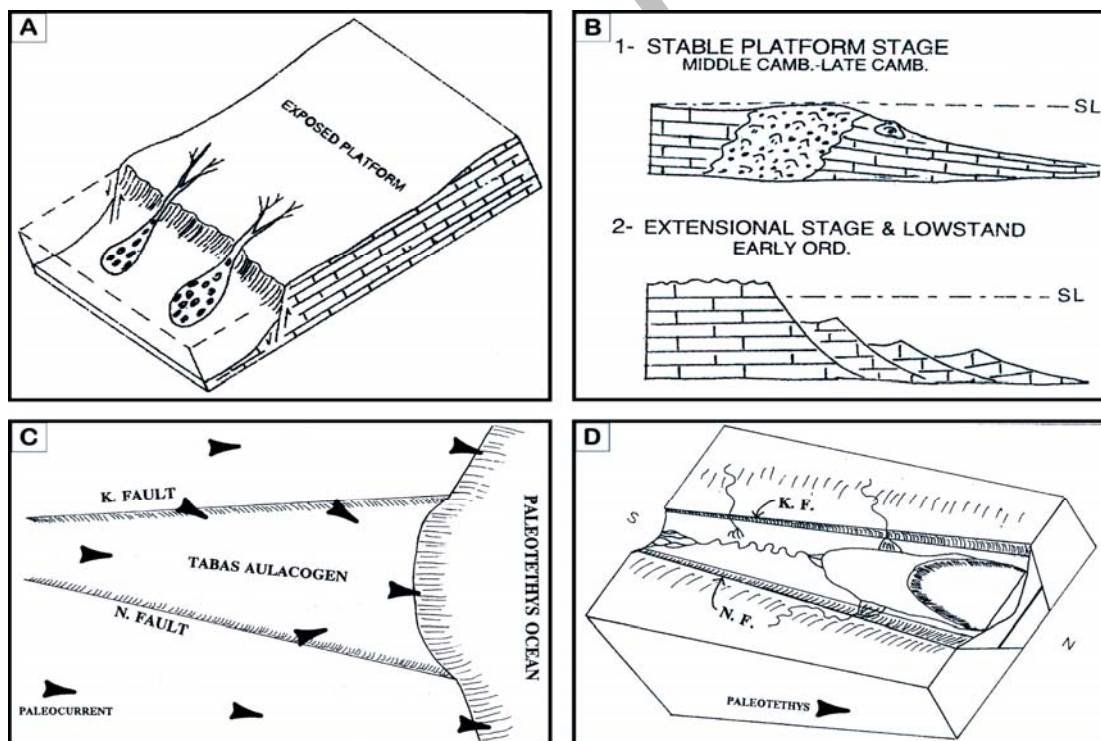 A
EXPOSED PLATFORM
B
1- STABLE PLATFORM STAGE
MIDDLE CAMB.-LATE CAMB.
SL
2- EXTENSIONAL STAGE & LOWSTAND
EARLY ORD.
SL
C
K. FAULT
TABAS AULACOGEN
N. FAULT
PALEOCURRENT
PALEOTETHYS OCEAN
D
S
K. F.
N. F.
N
PALEOTETHYS